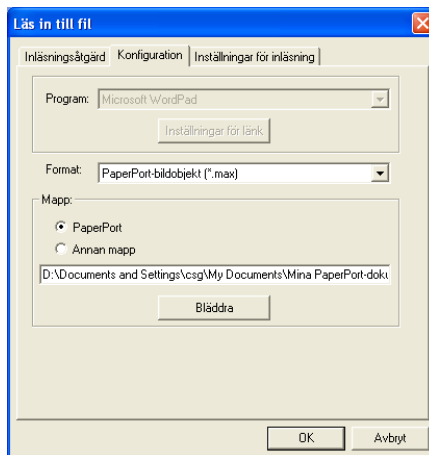 Läs in till fil
Inläsningsåtgärd Konfiguration Inställningar för inläsning
Program: Microsoft WordPad
Inställningar för länk
Format: PaperPort-bildobjekt (*.max)
Mapp:
PaperPort
Annan mapp
D:\Documents and Settings\csg\My Documents\Mina PaperPort-doku
Bläddra
OK Avbryt